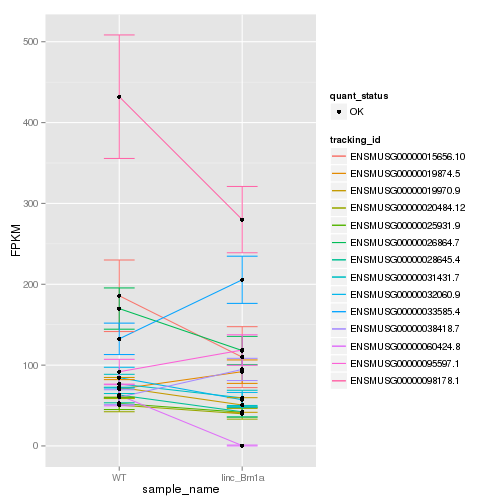 500
400
300
200
100
0
FPKM
WT
linc_Brn1a
sample_name
quant_status
OK
tracking_id
ENSMUSG00000015656.10
ENSMUSG00000019874.5
ENSMUSG00000019970.9
ENSMUSG00000020484.12
ENSMUSG00000025931.9
ENSMUSG00000026864.7
ENSMUSG00000028645.4
ENSMUSG00000031431.7
ENSMUSG00000032060.9
ENSMUSG00000033585.4
ENSMUSG00000038418.7
ENSMUSG00000060424.8
ENSMUSG00000095597.1
ENSMUSG00000098178.1